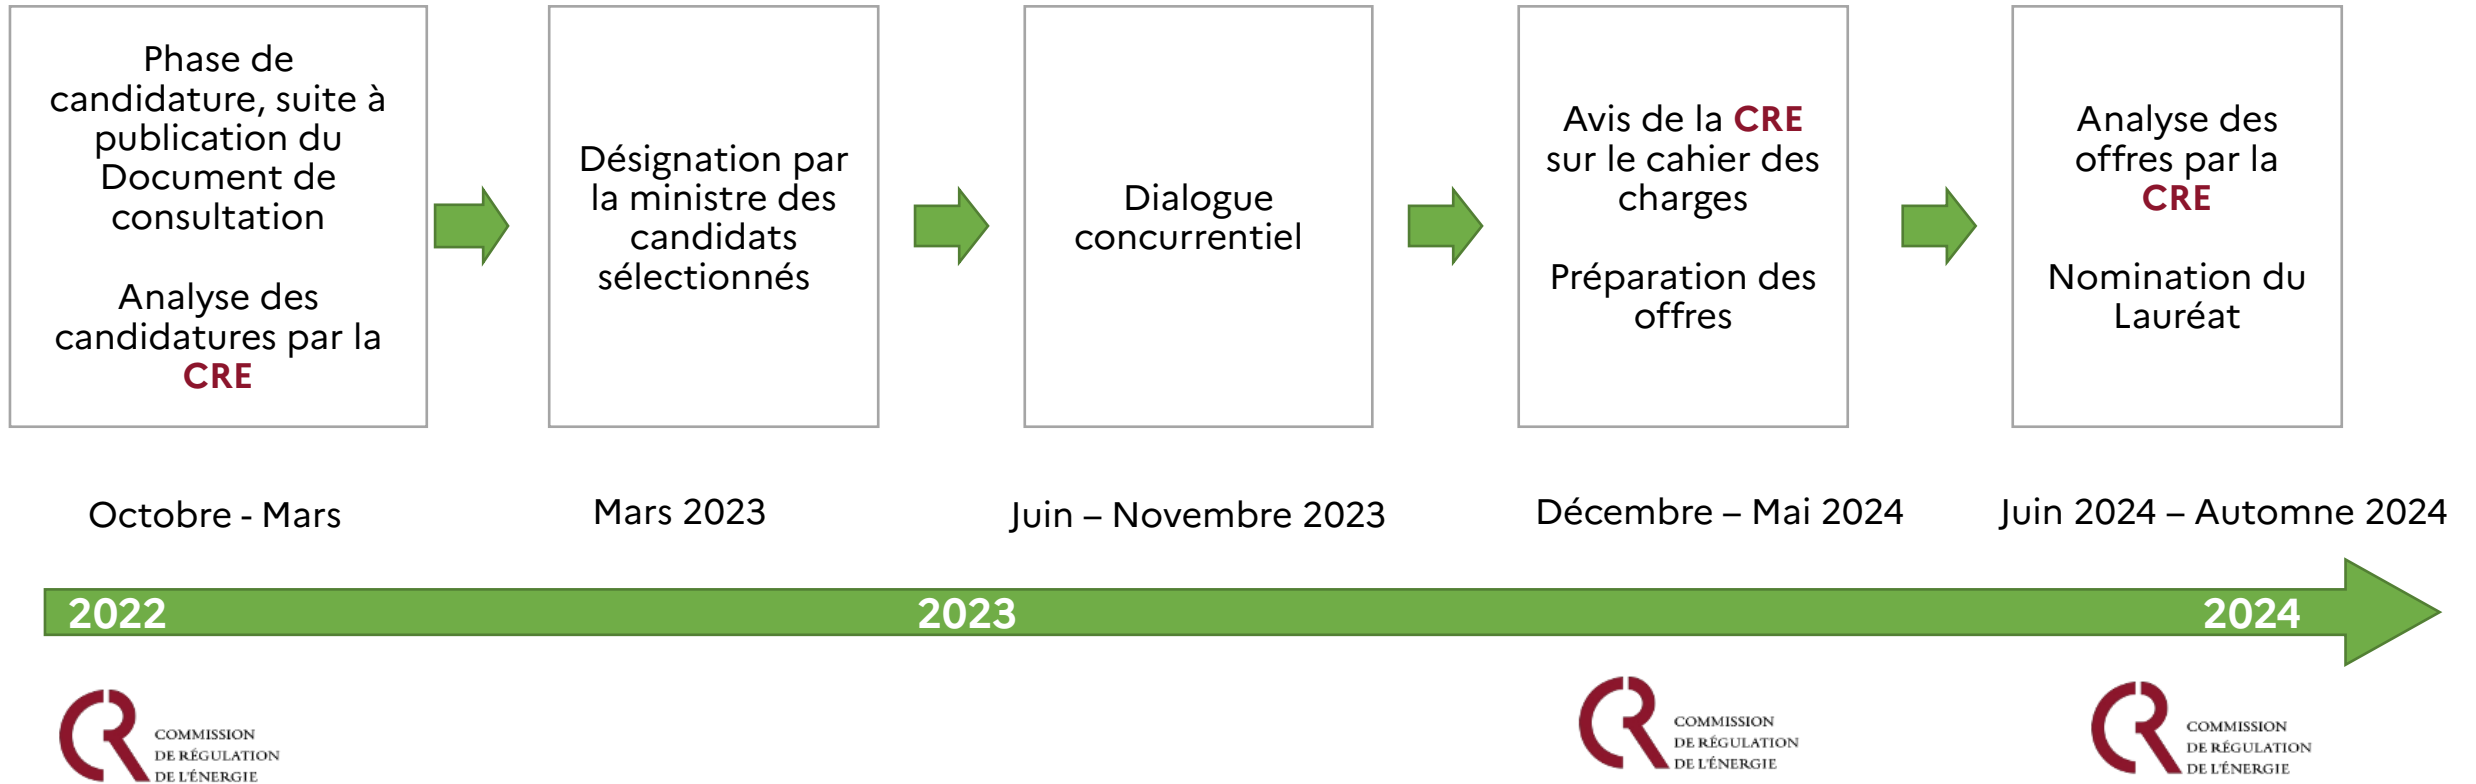 Phase de
candidature, suite à
publication du
Document de
consultation
Analyse des
candidatures par la
CRE
Désignation par
la ministre des
candidats
sélectionnés
Dialogue
concurrentiel
Avis de la CRE
sur le cahier des
charges
Préparation des
offres
Analyse des
offres par la
CRE
Nomination du
Lauréat
Octobre - Mars
Mars 2023
Juin – Novembre 2023
Décembre – Mai 2024
Juin 2024 – Automne 2024
2022
2023
2024
CR
COMMISSION
DE RÉGULATION
DE L'ÉNERGIE
CR
COMMISSION
DE RÉGULATION
DE L'ÉNERGIE
CR
COMMISSION
DE RÉGULATION
DE L'ÉNERGIE